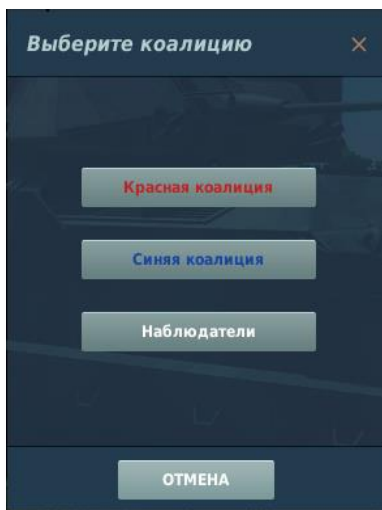 Выберите коалицию
Красная коалиция
Синяя коалиция
Наблюдатели
ОТМЕНА